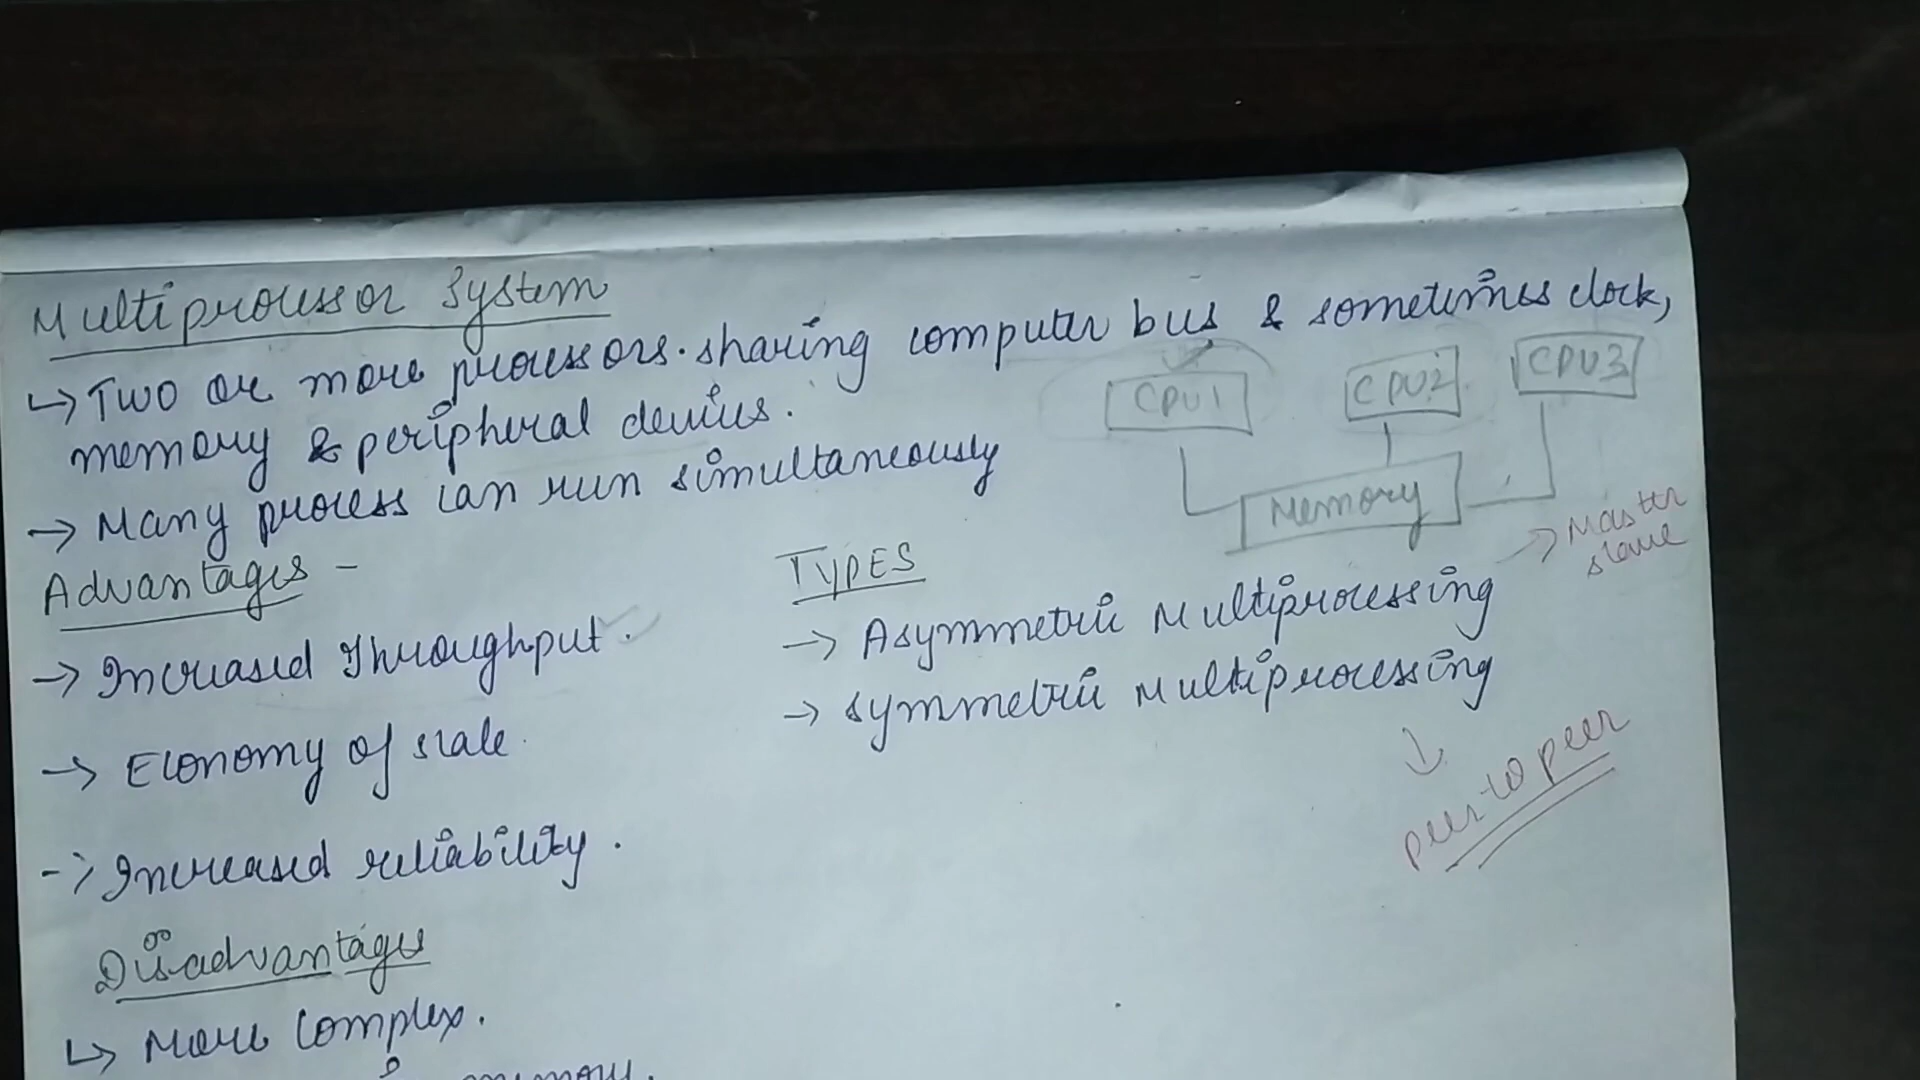 Multiprocessor System
↳ Two or more processors. sharing computer bus & sometimes clock,
memory & peripheral devices.
→ Many process can run simultaneously
CPU1
CPU2
CPU3
Memory
Advantages -
→ Increased Throughput.
→ Economy of scale.
→ Increased reliability.
TYPES
→ Asymmetric Multiprocessing
→ Master
slave
→ Symmetric Multiprocessing
↓
peer to peer
Disadvantages
↳ More Complex.
memory.